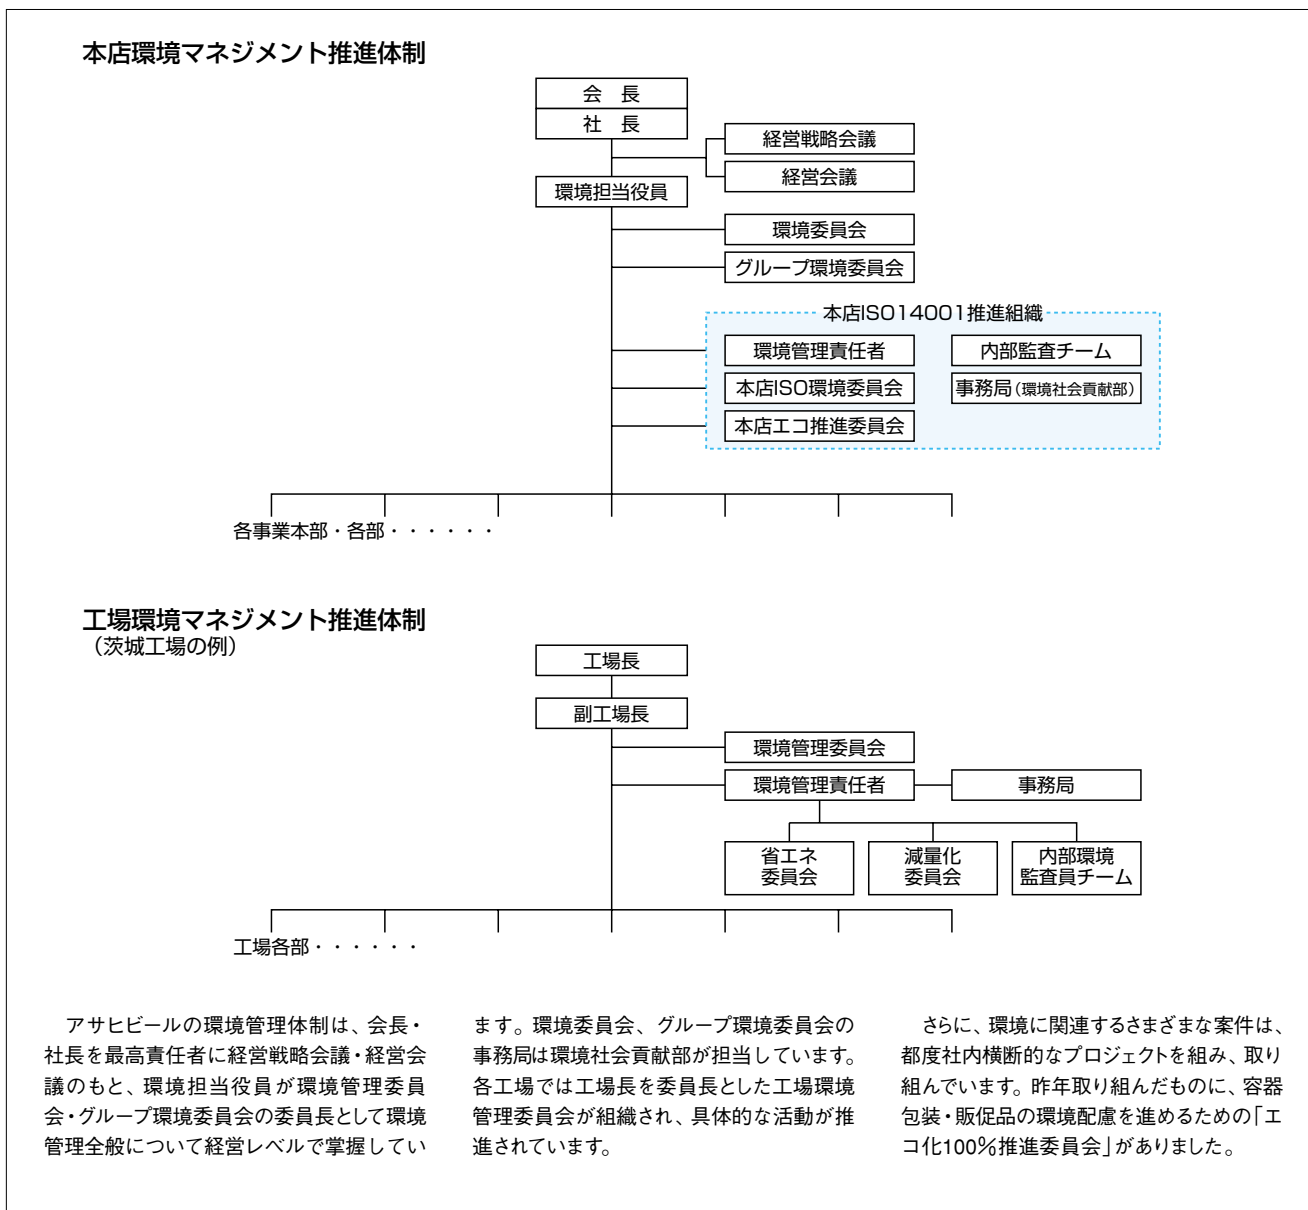 本店環境マネジメント推進体制
会　長
社　長
経営戦略会議
経営会議
環境担当役員
環境委員会
グループ環境委員会
本店ISO14001推進組織
環境管理責任者
内部監査チーム
本店ISO環境委員会
事務局（環境社会貢献部）
本店エコ推進委員会
各事業本部・各部・・・・・・
工場環境マネジメント推進体制
（茨城工場の例）
工場長
副工場長
環境管理委員会
環境管理責任者
事務局
省エネ
委員会
減量化
委員会
内部環境
監査員チーム
工場各部・・・・・・
アサヒビールの環境管理体制は、会長・
社長を最高責任者に経営戦略会議・経営会
議のもと、環境担当役員が環境管理委員
会・グループ環境委員会の委員長として環境
管理全般について経営レベルで掌握してい
ます。環境委員会、グループ環境委員会の
事務局は環境社会貢献部が担当しています。
各工場では工場長を委員長とした工場環境
管理委員会が組織され、具体的な活動が推
進されています。
さらに、環境に関連するさまざまな案件は、
都度社内横断的なプロジェクトを組み、取り
組んでいます。昨年取り組んだものに、容器
包装・販促品の環境配慮を進めるための「エ
コ化100%推進委員会」がありました。